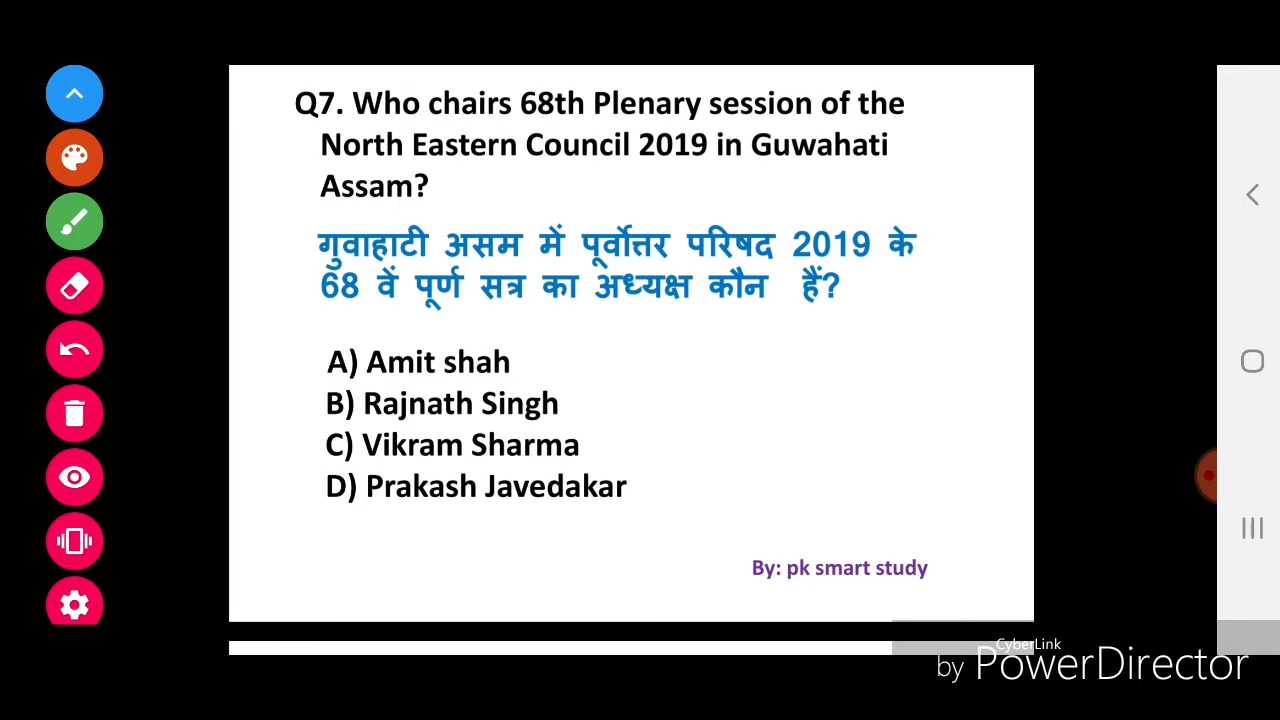 Q7. Who chairs 68th Plenary session of the
North Eastern Council 2019 in Guwahati
Assam?
गुवाहाटी असम में पूर्वोत्तर परिषद 2019 के
68 वें पूर्ण सत्र का अध्यक्ष कौन हैं?
A) Amit shah
B) Rajnath Singh
C) Vikram Sharma
D) Prakash Javedakar
By: pk smart study
CyberLink
by PowerDirector